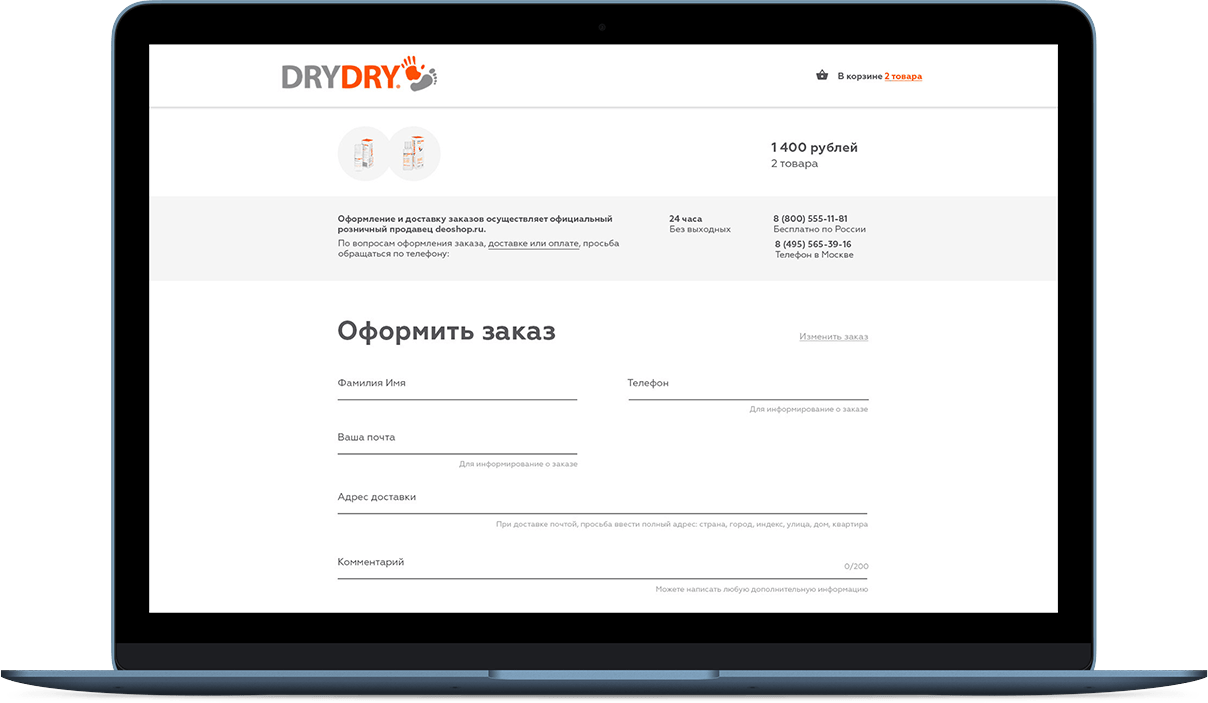 DRYDRY
В корзине 2 товара
1 400 рублей
2 товара
Оформление и доставку заказов осуществляет официальный
розничный продавец deoshop.ru.
По вопросам оформления заказа, доставке или оплате, просьба
обращаться по телефону:
24 часа
Без выходных
8 (800) 555-11-81
Бесплатно по России
8 (495) 565-39-16
Телефон в Москве
Оформить заказ
Изменить заказ
Фамилия Имя
Телефон
Для информирование о заказе
Ваша почта
Для информирование о заказе
Адрес доставки
При доставке почтой, просьба ввести полный адрес: страна, город, индекс, улица, дом, квартира
Комментарий
0/200
Можете написать любую дополнительную информацию